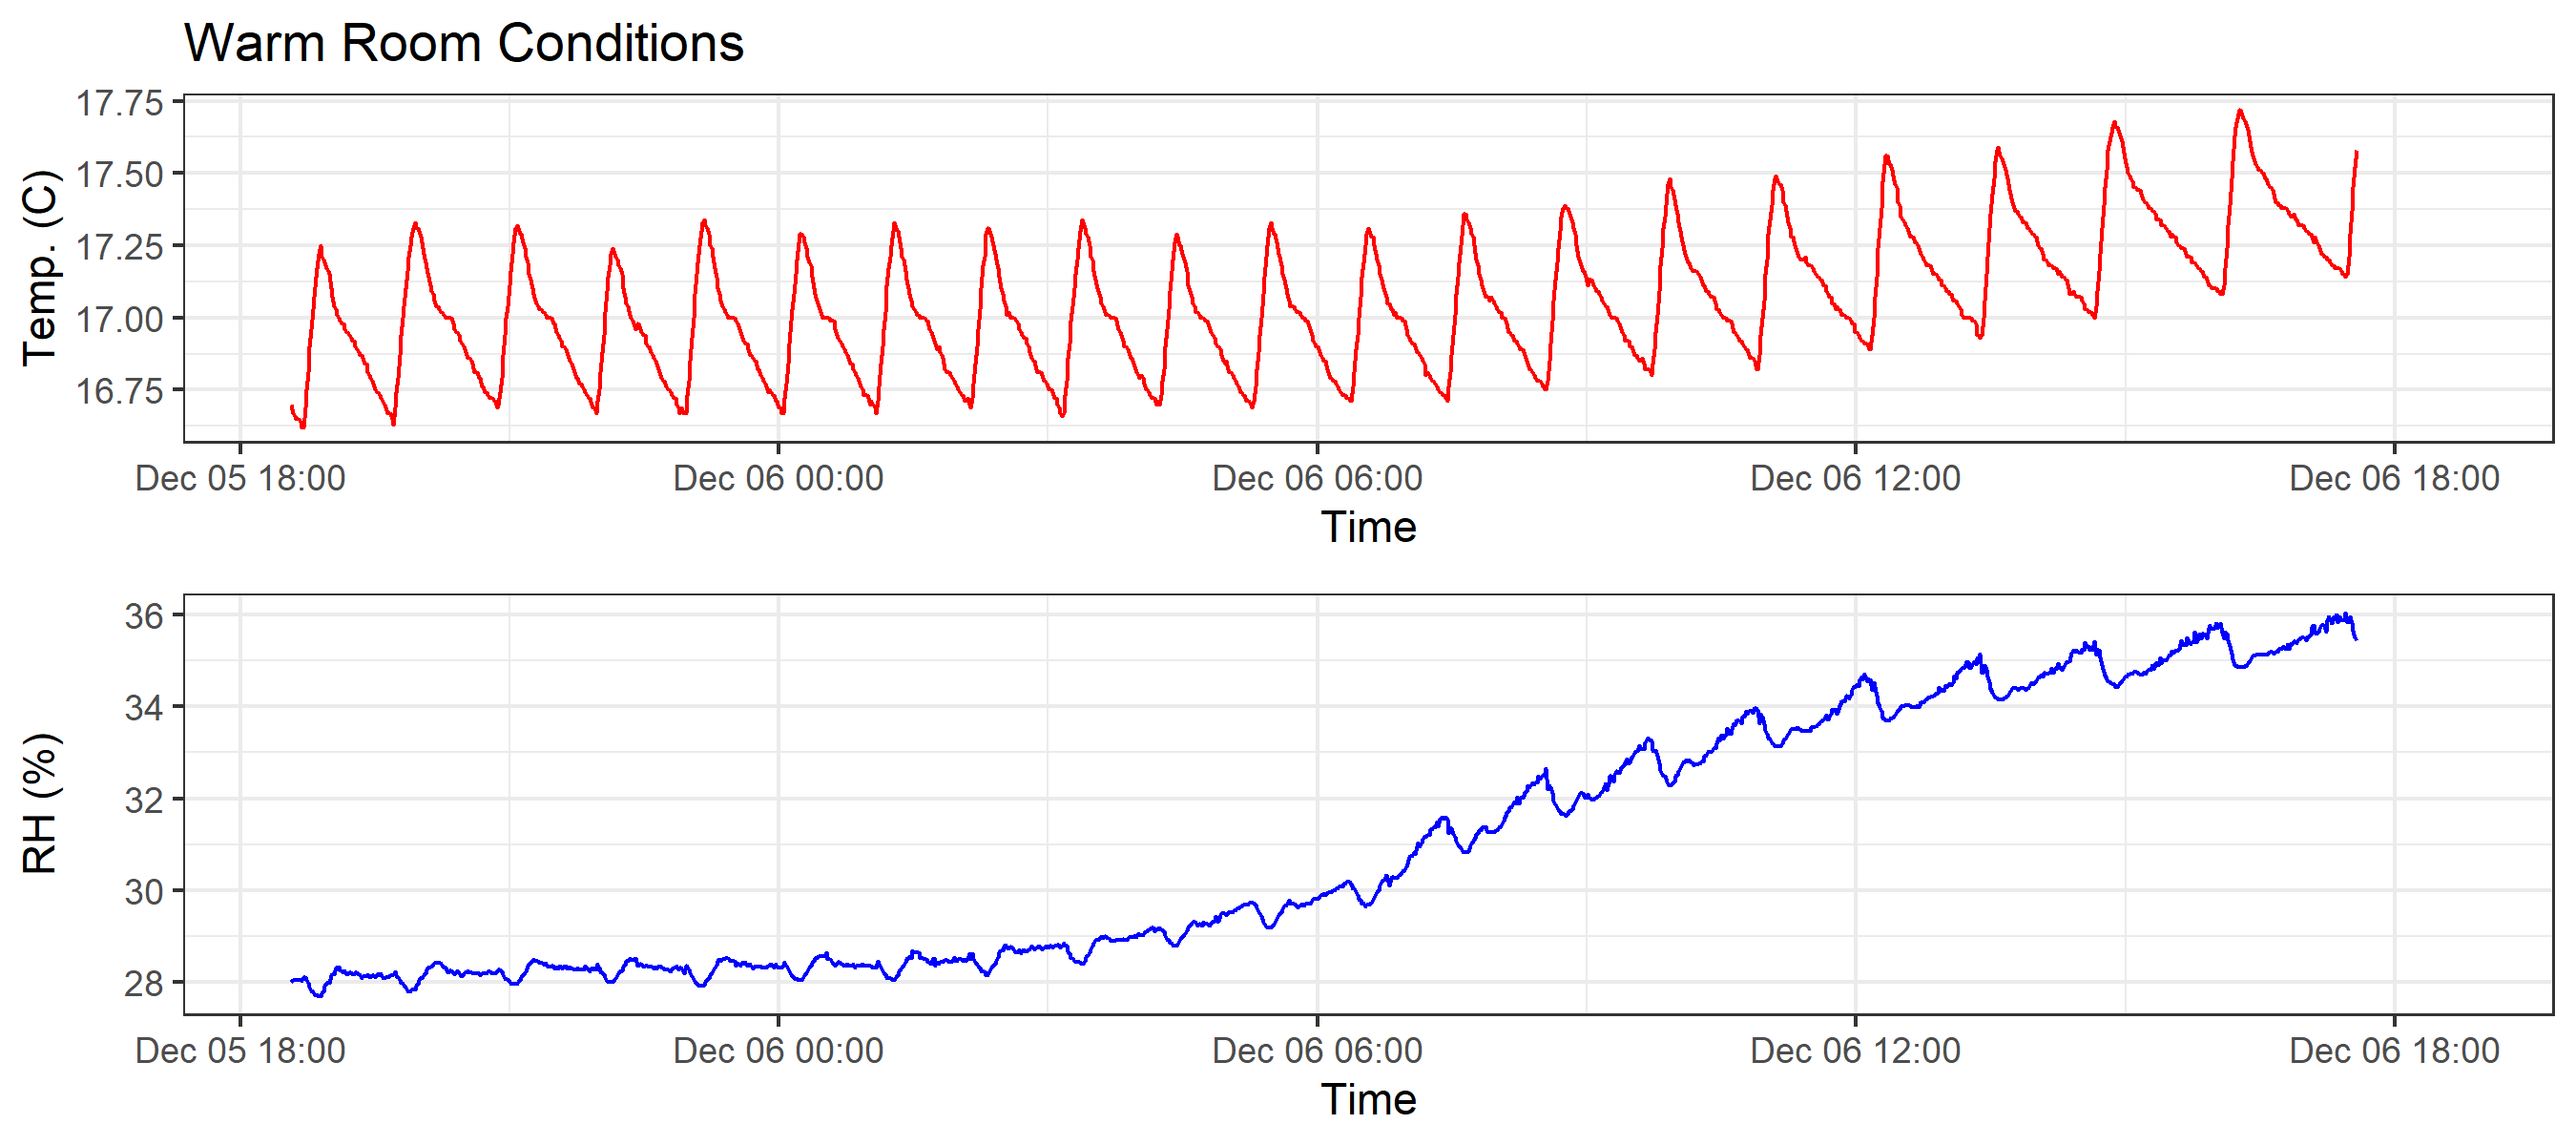 Warm Room Conditions
Temp. (C)
17.75
17.50
17.25
17.00
16.75
Dec 05 18:00 Dec 06 00:00 Dec 06 06:00 Dec 06 12:00 Dec 06 18:00
Time
RH (%)
36
34
32
30
28
Dec 05 18:00 Dec 06 00:00 Dec 06 06:00 Dec 06 12:00 Dec 06 18:00
Time